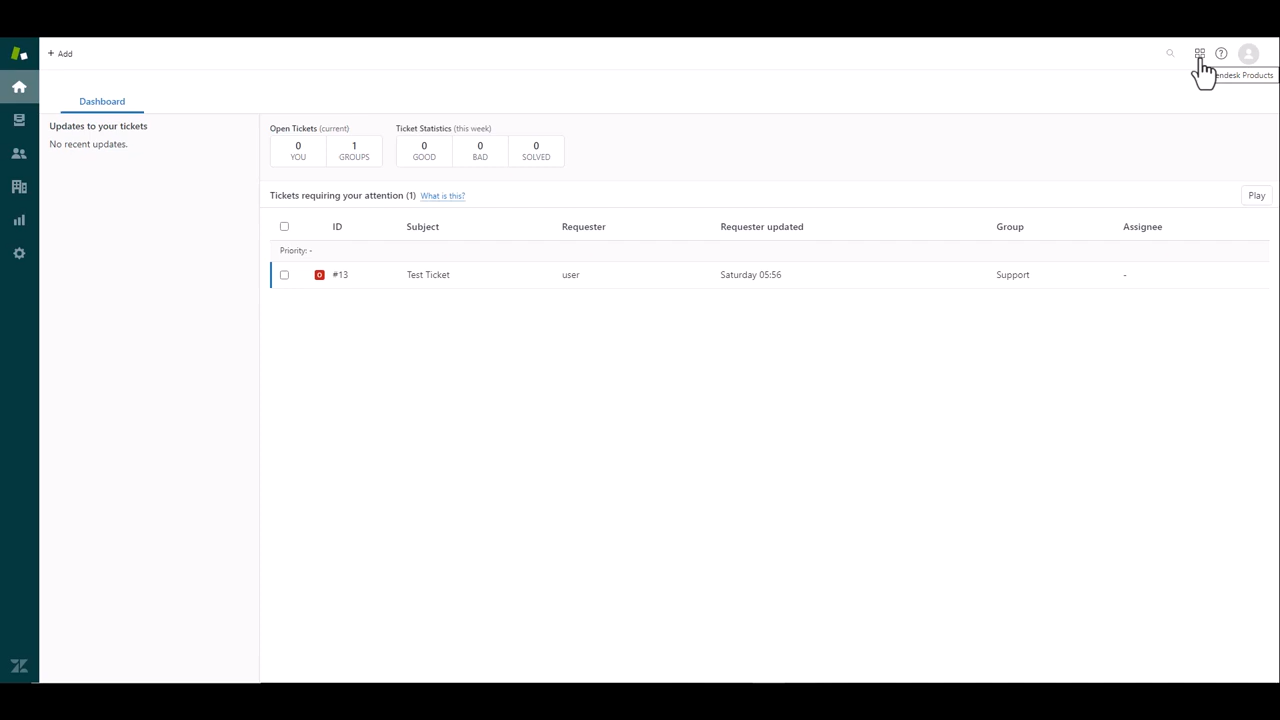 + Add
endesk Products
Dashboard
Updates to your tickets
No recent updates.
Open Tickets (current)
0
YOU
1
GROUPS
Ticket Statistics (this week)
0
GOOD
0
BAD
0
SOLVED
Tickets requiring your attention (1) What is this?
Play
ID Subject Requester Requester updated Group Assignee
Priority: -
O #13 Test Ticket user Saturday 05:56 Support -